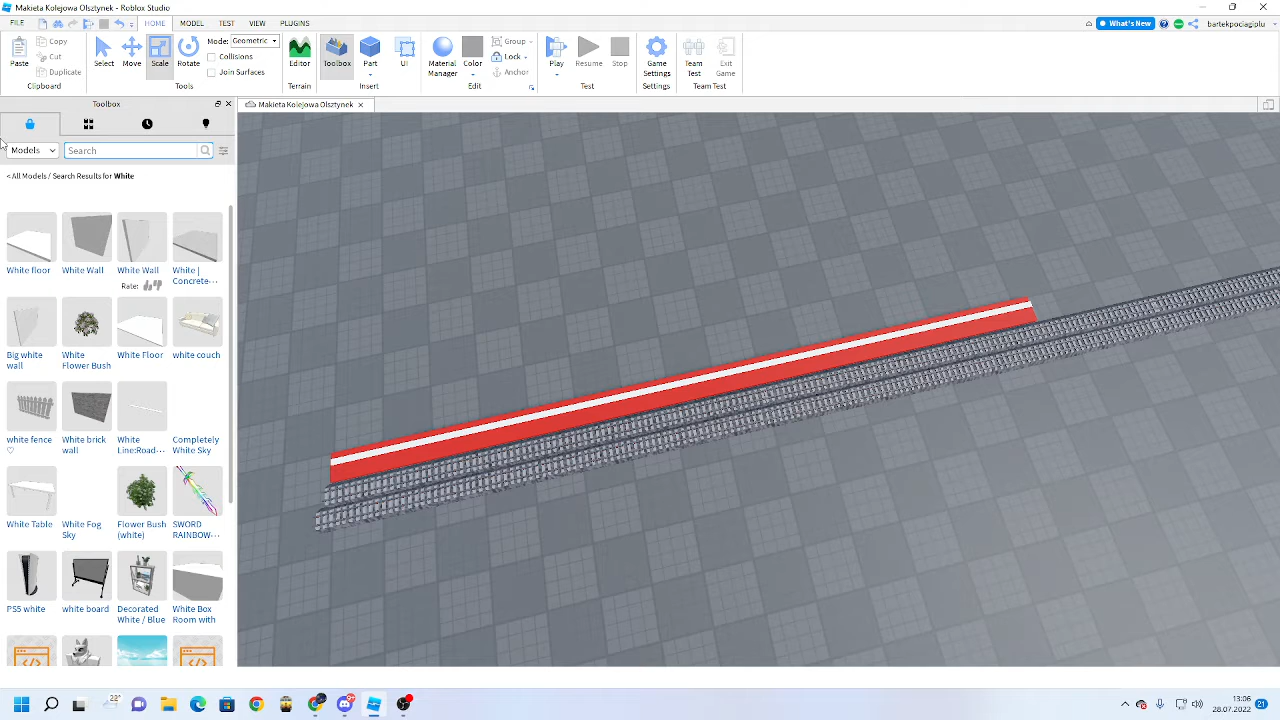 Makieta Kolejowa Olsztynek - Roblox Studio
FILE HOME MODEL TEST VIEW PLUGINS What's New bartekpociagiplu
Paste Copy Cut Duplicate Clipboard
Select Move Scale Rotate Mode: Geometric Collisions Join Surfaces Tools
Editor Terrain
Toolbox Part UI Insert
Material Manager Color Group Lock Anchor Edit
Play Resume Stop Test
Game Settings Settings
Team Test Exit Game Team Test
Toolbox
Makieta Kolejowa Olsztynek
Models Search
< All Models / Search Results for White
White floor White Wall White Wall White | Concrete···
Rate:
Big white wall White Flower Bush White Floor white couch
white fence White brick wall White Line:Road··· Completely White Sky
White Table White Fog Sky Flower Bush (white) SWORD RAINBOW···
PS5 white white board Decorated White / Blue White Box Room with
22°
9+
13:06
28.07.2022
21